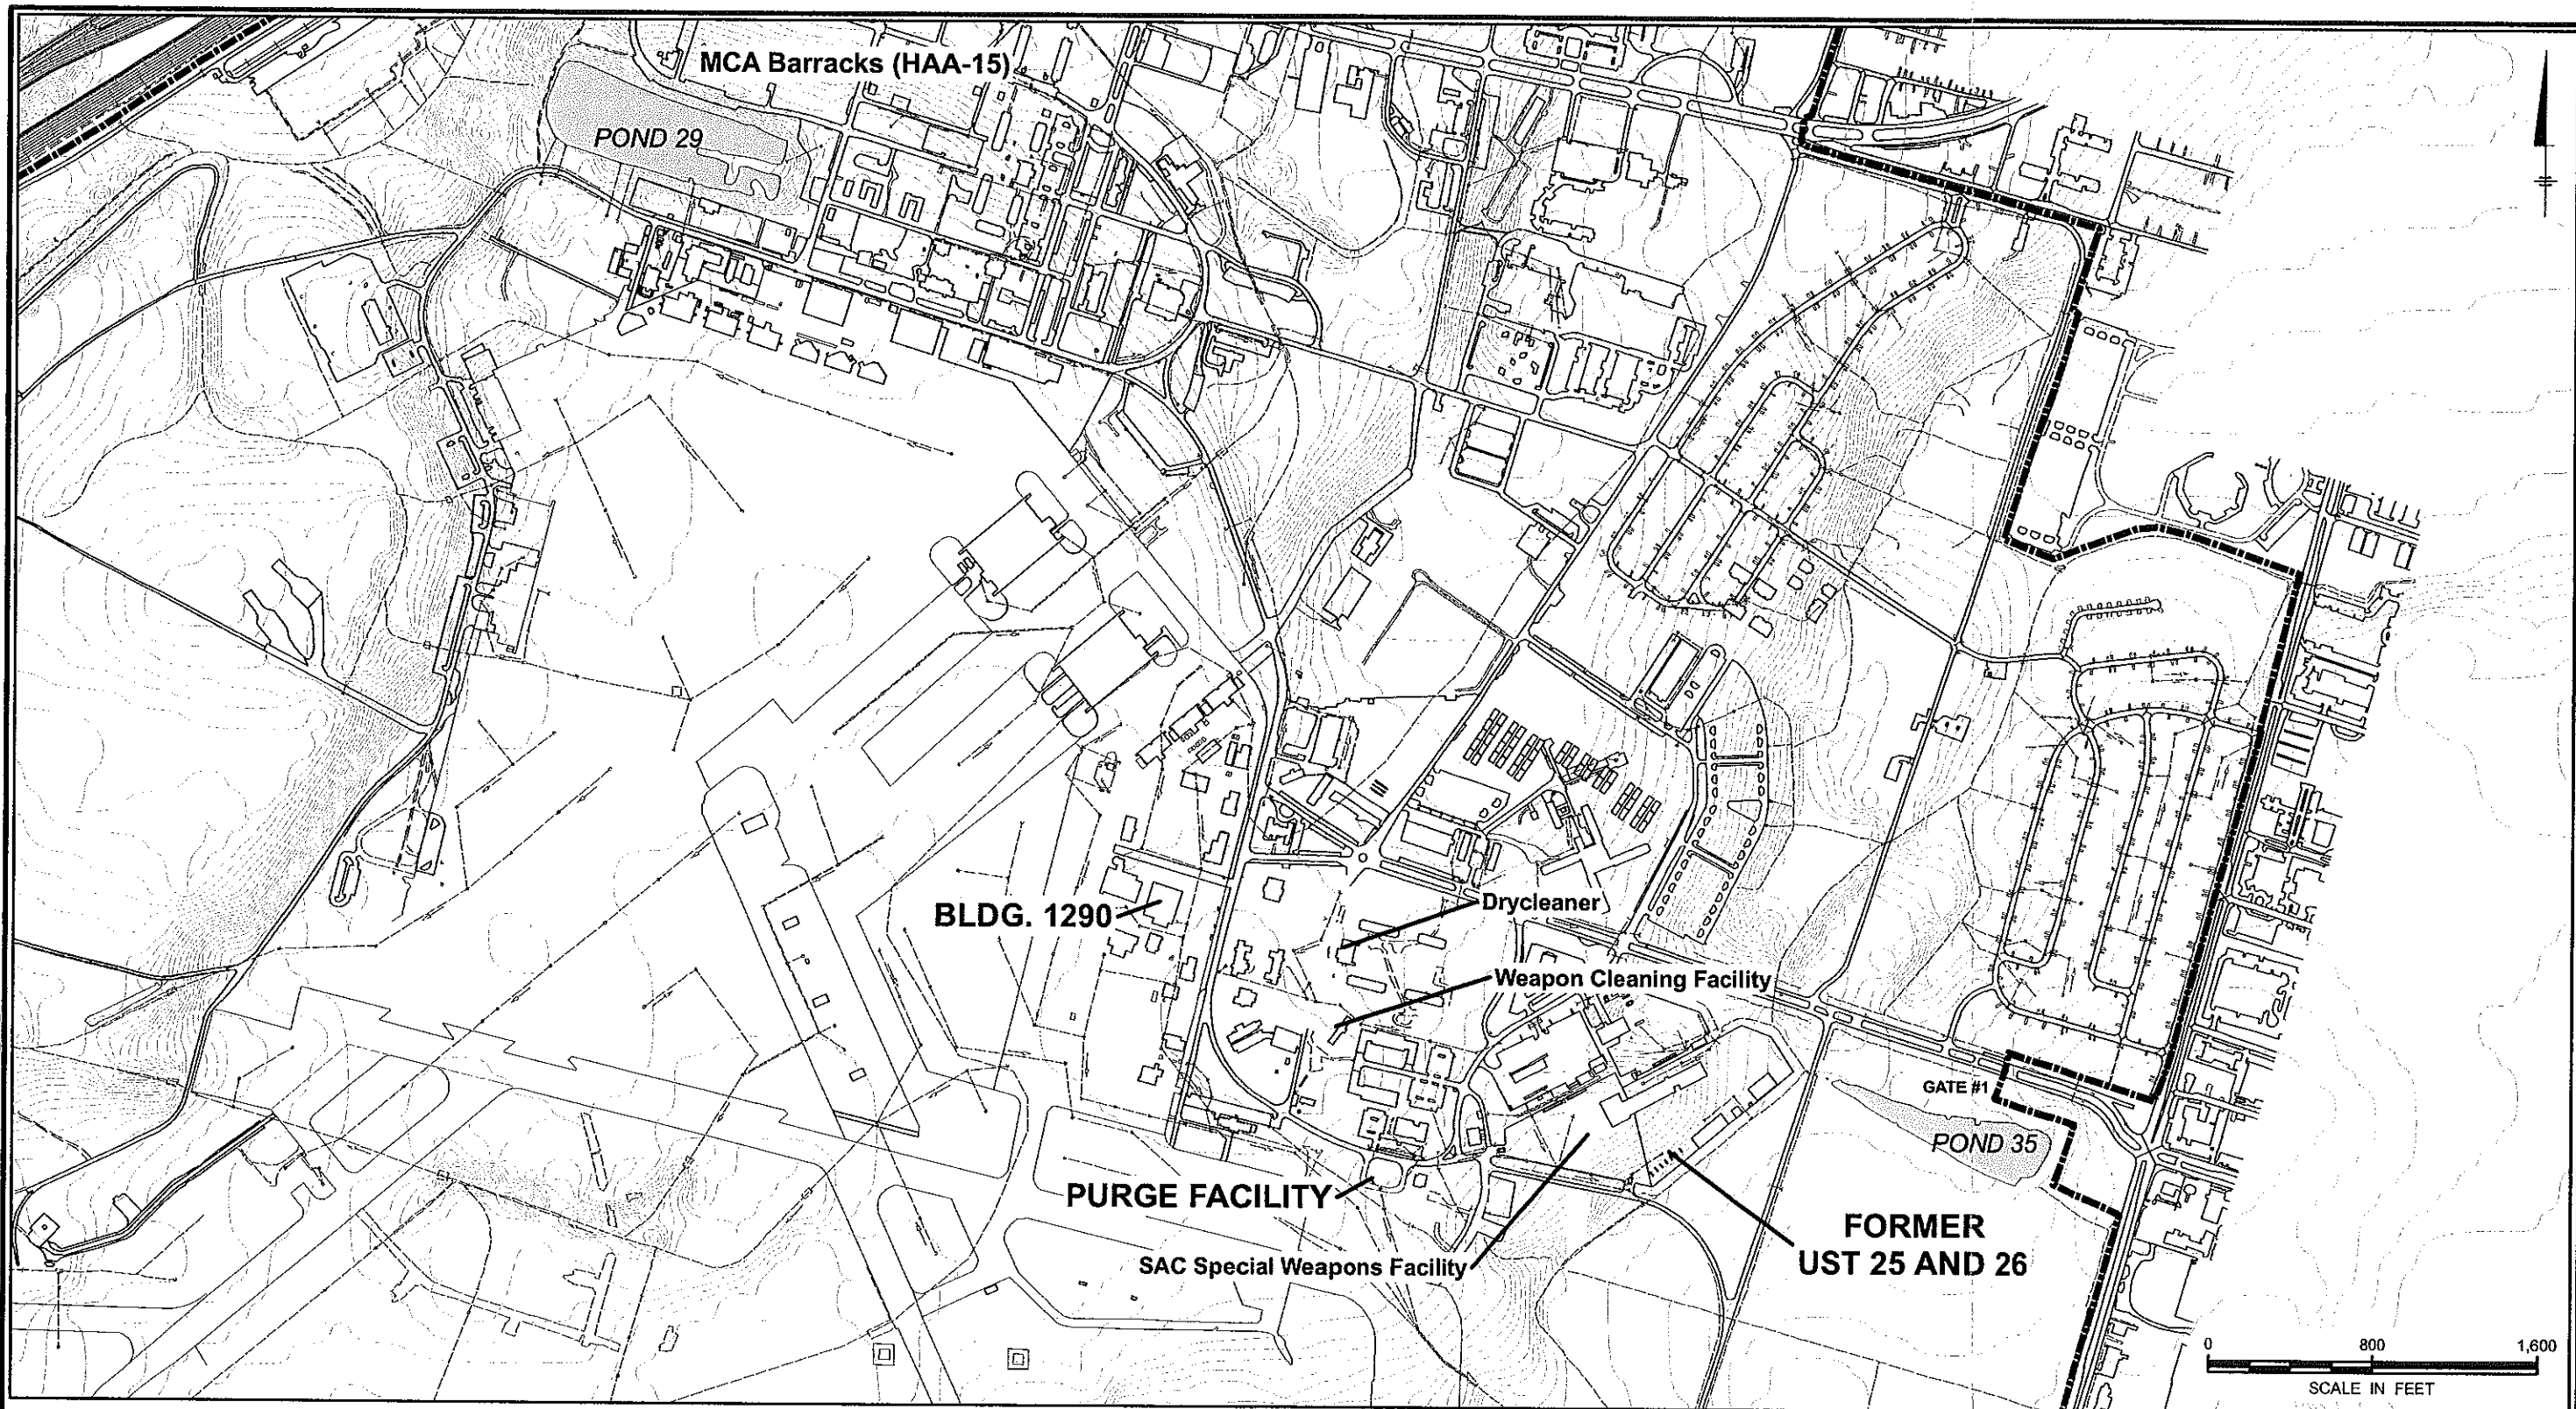 MCA Barracks (HAA-15)
POND 29
BLDG. 1290
Drycleaner
Weapon Cleaning Facility
GATE #1
POND 35
PURGE FACILITY
SAC Special Weapons Facility
FORMER
UST 25 AND 26
0 800 1,600
SCALE IN FEET